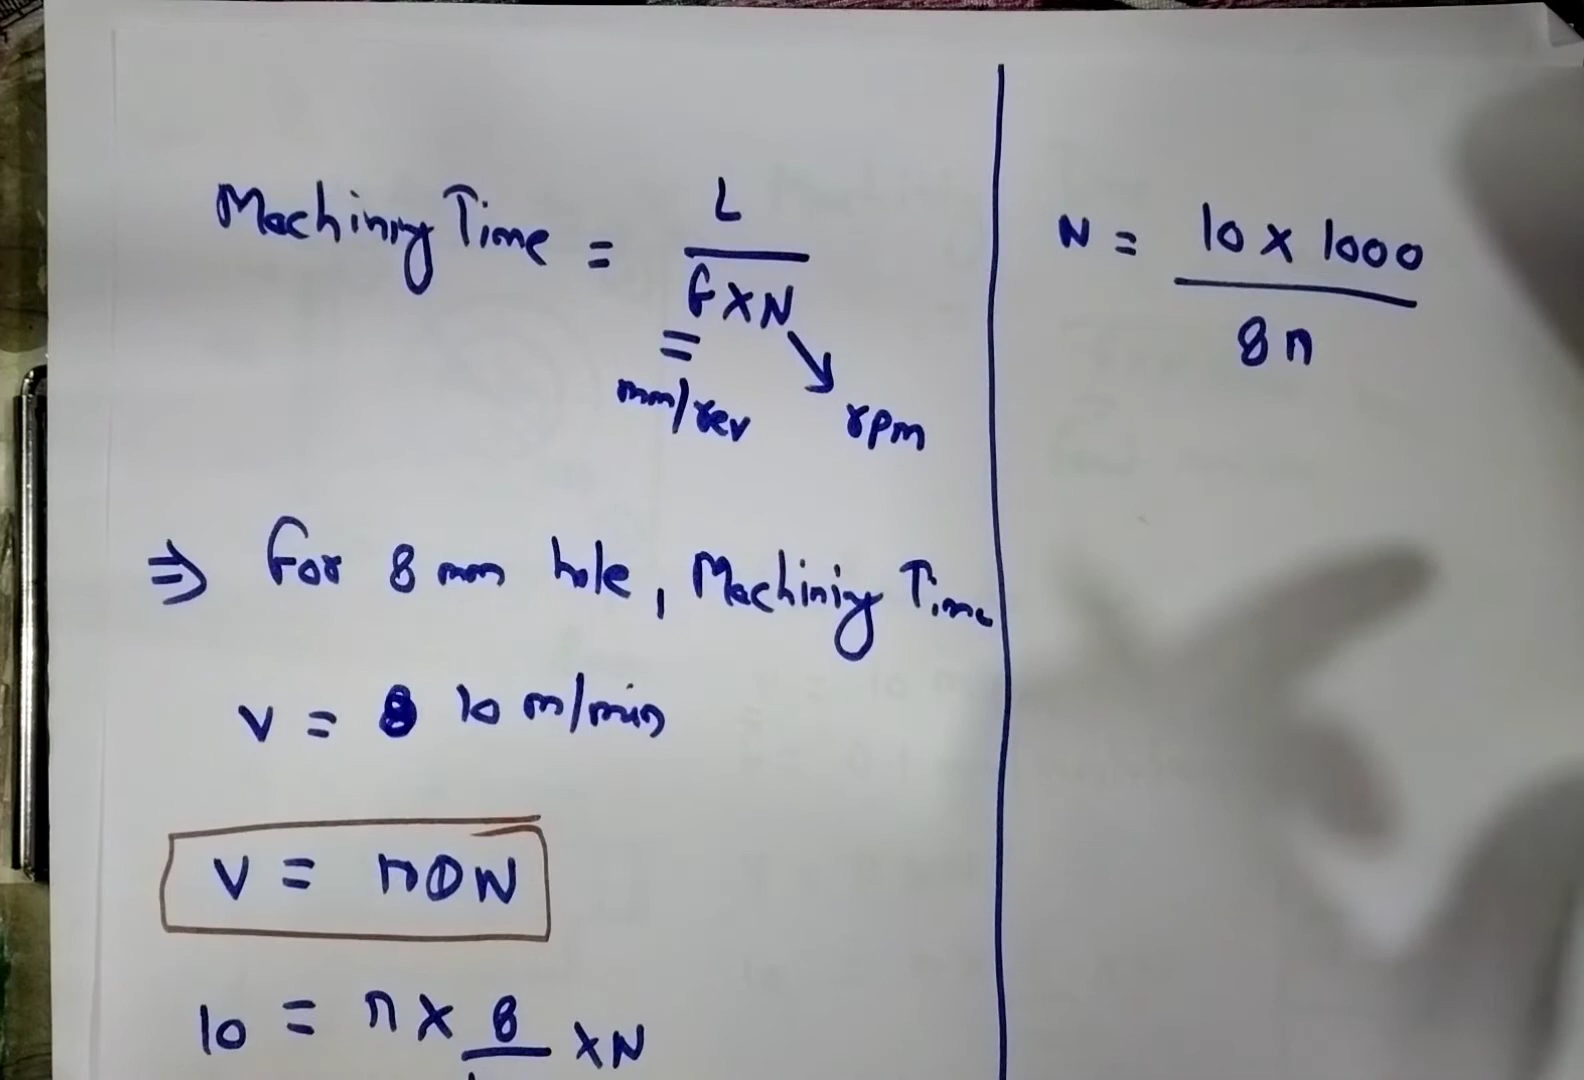 Machining Time = L / f × N
mm/rev
rpm
⇒ for 8 mm hole, Machining Time
V = 10 m/min
V = πDN
10 = π × 8 × N
N = 10 × 1000 / 8π